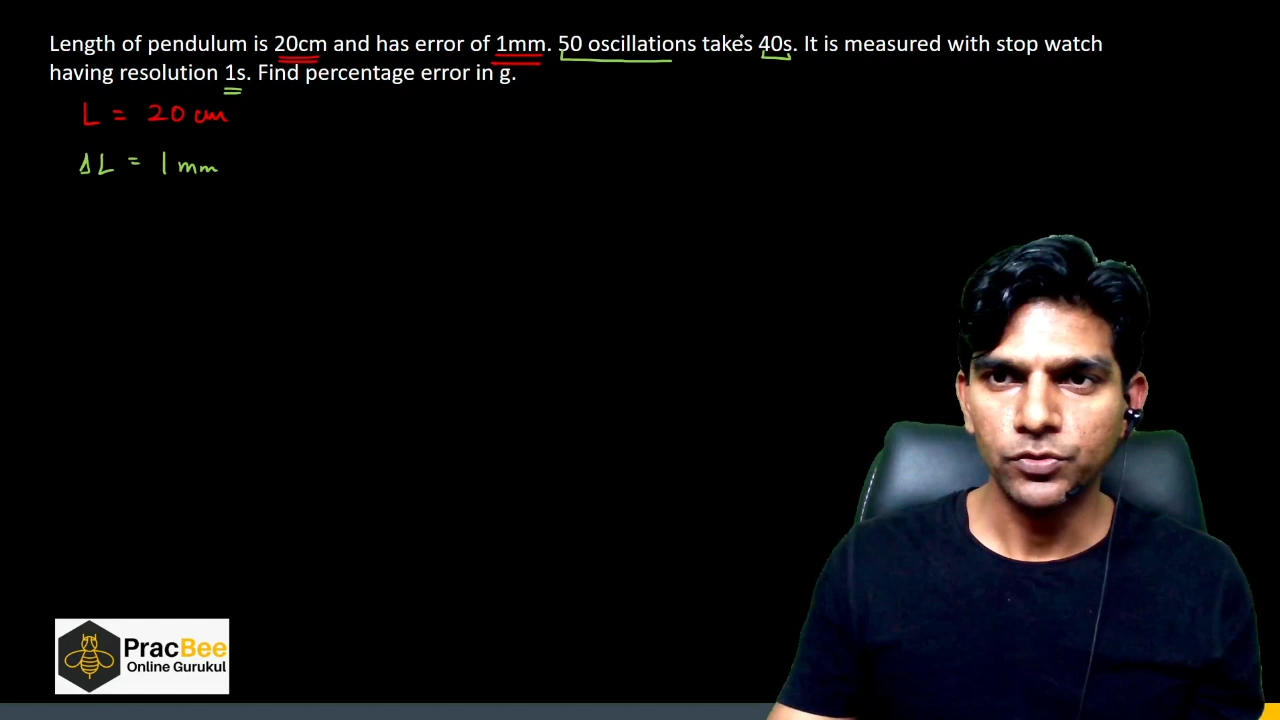 Length of pendulum is 20cm and has error of 1mm. 50 oscillations takes 40s. It is measured with stop watch
having resolution 1s. Find percentage error in g.
L = 20 cm
ΔL = 1 mm
PracBee
Online Gurukul